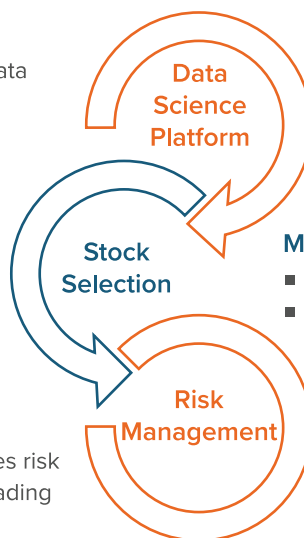 ata
Data
Science
Platform
M
Stock
Selection
Risk
Management
es risk
ading